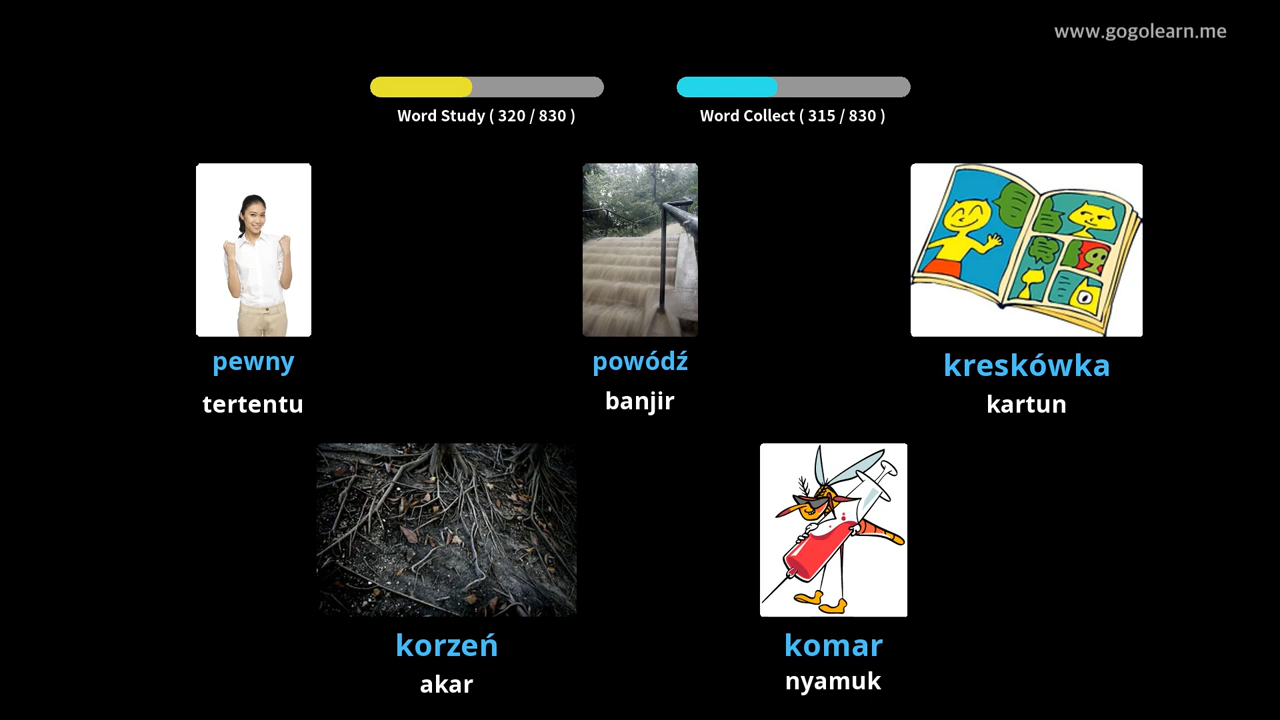 www.gogolearn.me
Word Study ( 320 / 830 )
Word Collect ( 315 / 830 )
pewny
tertentu
powódź
banjir
kreskówka
kartun
korzeń
akar
komar
nyamuk